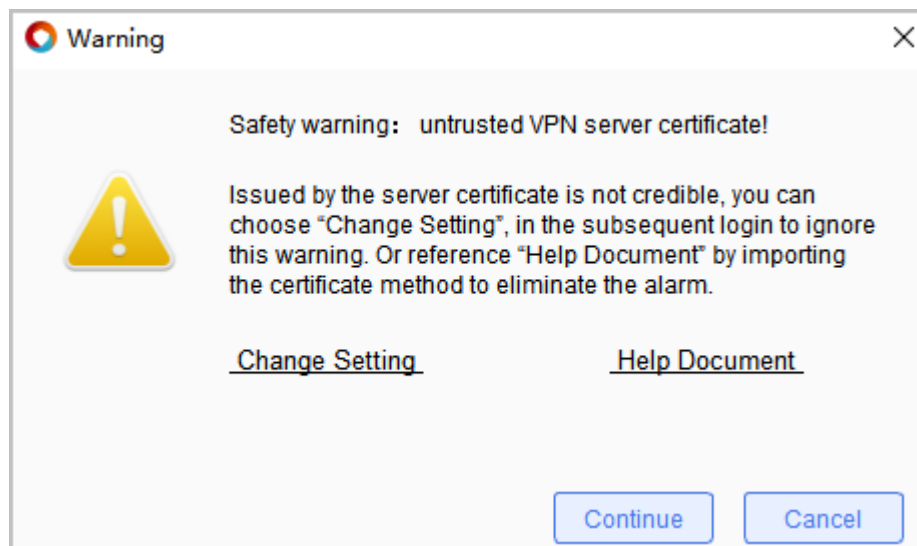 Warning
Safety warning： untrusted VPN server certificate!
Issued by the server certificate is not credible, you can
choose “Change Setting”, in the subsequent login to ignore
this warning. Or reference “Help Document” by importing
the certificate method to eliminate the alarm.
Change Setting Help Document
Continue Cancel